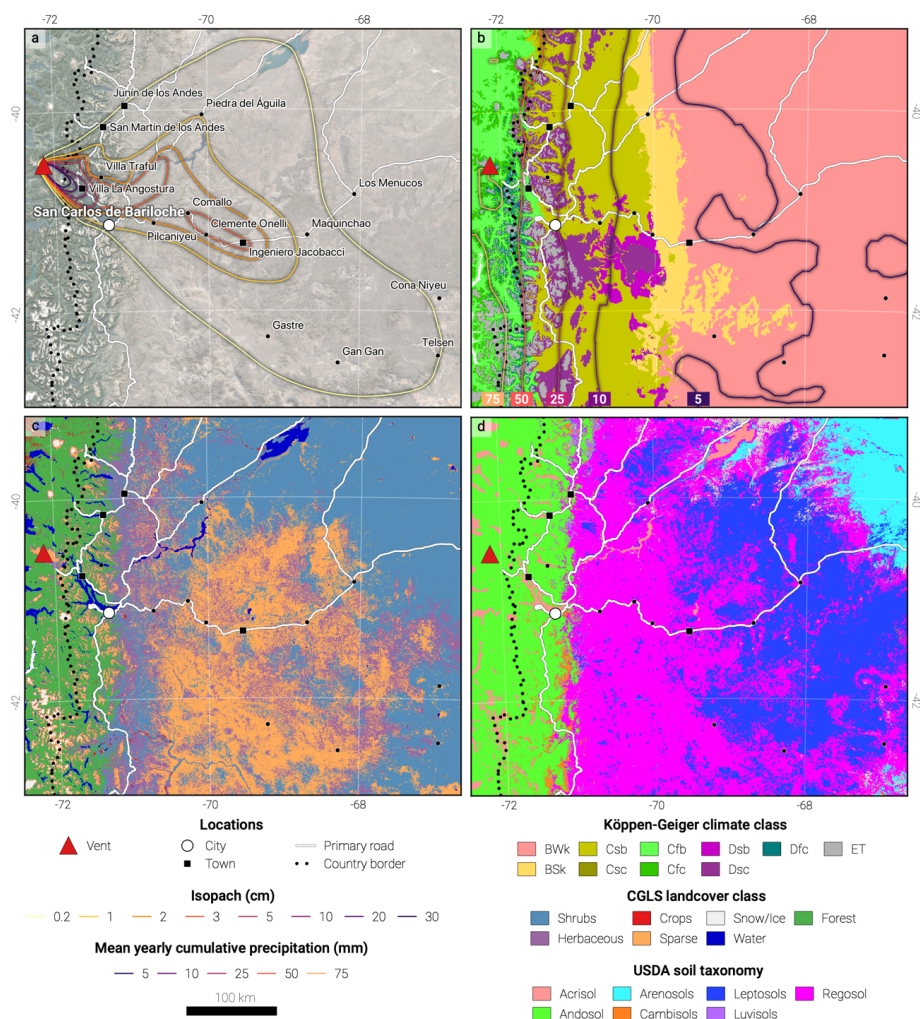 -72 -70 -68 -72 -70 -68
a
Junín de los Andes
Piedra del Águila
-40
San Martín de los Andes
Villa Traful
Villa La Angostura
Los Menucos
Comallo
San Carlos de Bariloche
Clemente Onelli
Maquinchao
Pilcaniyeu
Ingeniero Jacobacci
Cona Niyeu
-42
Gastre
Telsen
Gan Gan
b
-40
-42
75 50 25 10 5
c
-40
-42
d
-40
-42
-72 -70 -68 -72 -70 -68
Locations
Vent
City
Primary road
Town
Country border
Isopach (cm)
0.2 1 2 3 5 10 20 30
Mean yearly cumulative precipitation (mm)
5 10 25 50 75
100 km
Köppen-Geiger climate class
BWk Csb Cfb Dsb Dfc ET
BSk Csc Cfc Dsc
CGLS landcover class
Shrubs Crops Snow/Ice Forest
Herbaceous Sparse Water
USDA soil taxonomy
Acrisol Arenosols Leptosols Regosol
Andosol Cambisols Luvisols